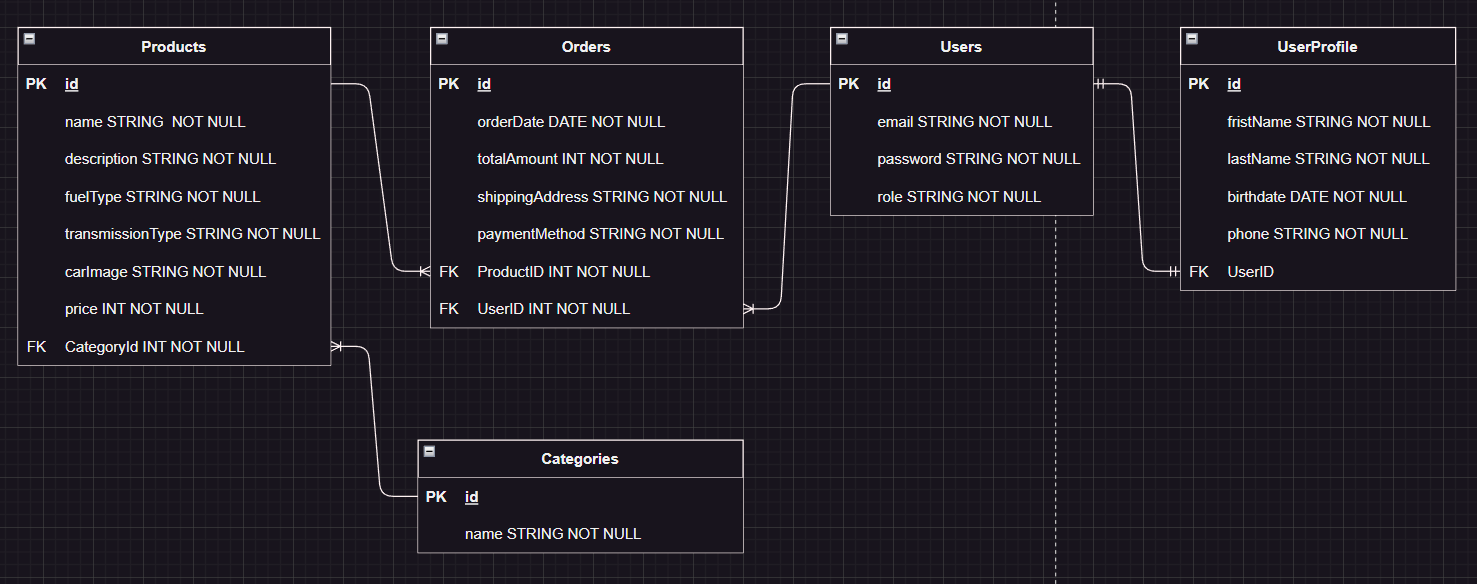 Products
PK id
name STRING  NOT NULL
description STRING NOT NULL
fuelType STRING NOT NULL
transmissionType STRING NOT NULL
carImage STRING NOT NULL
price INT NOT NULL
FK CategoryId INT NOT NULL
Orders
PK id
orderDate DATE NOT NULL
totalAmount INT NOT NULL
shippingAddress STRING NOT NULL
paymentMethod STRING NOT NULL
FK ProductID INT NOT NULL
FK UserID INT NOT NULL
Users
PK id
email STRING NOT NULL
password STRING NOT NULL
role STRING NOT NULL
UserProfile
PK id
fristName STRING NOT NULL
lastName STRING NOT NULL
birthdate DATE NOT NULL
phone STRING NOT NULL
FK UserID
Categories
PK id
name STRING NOT NULL